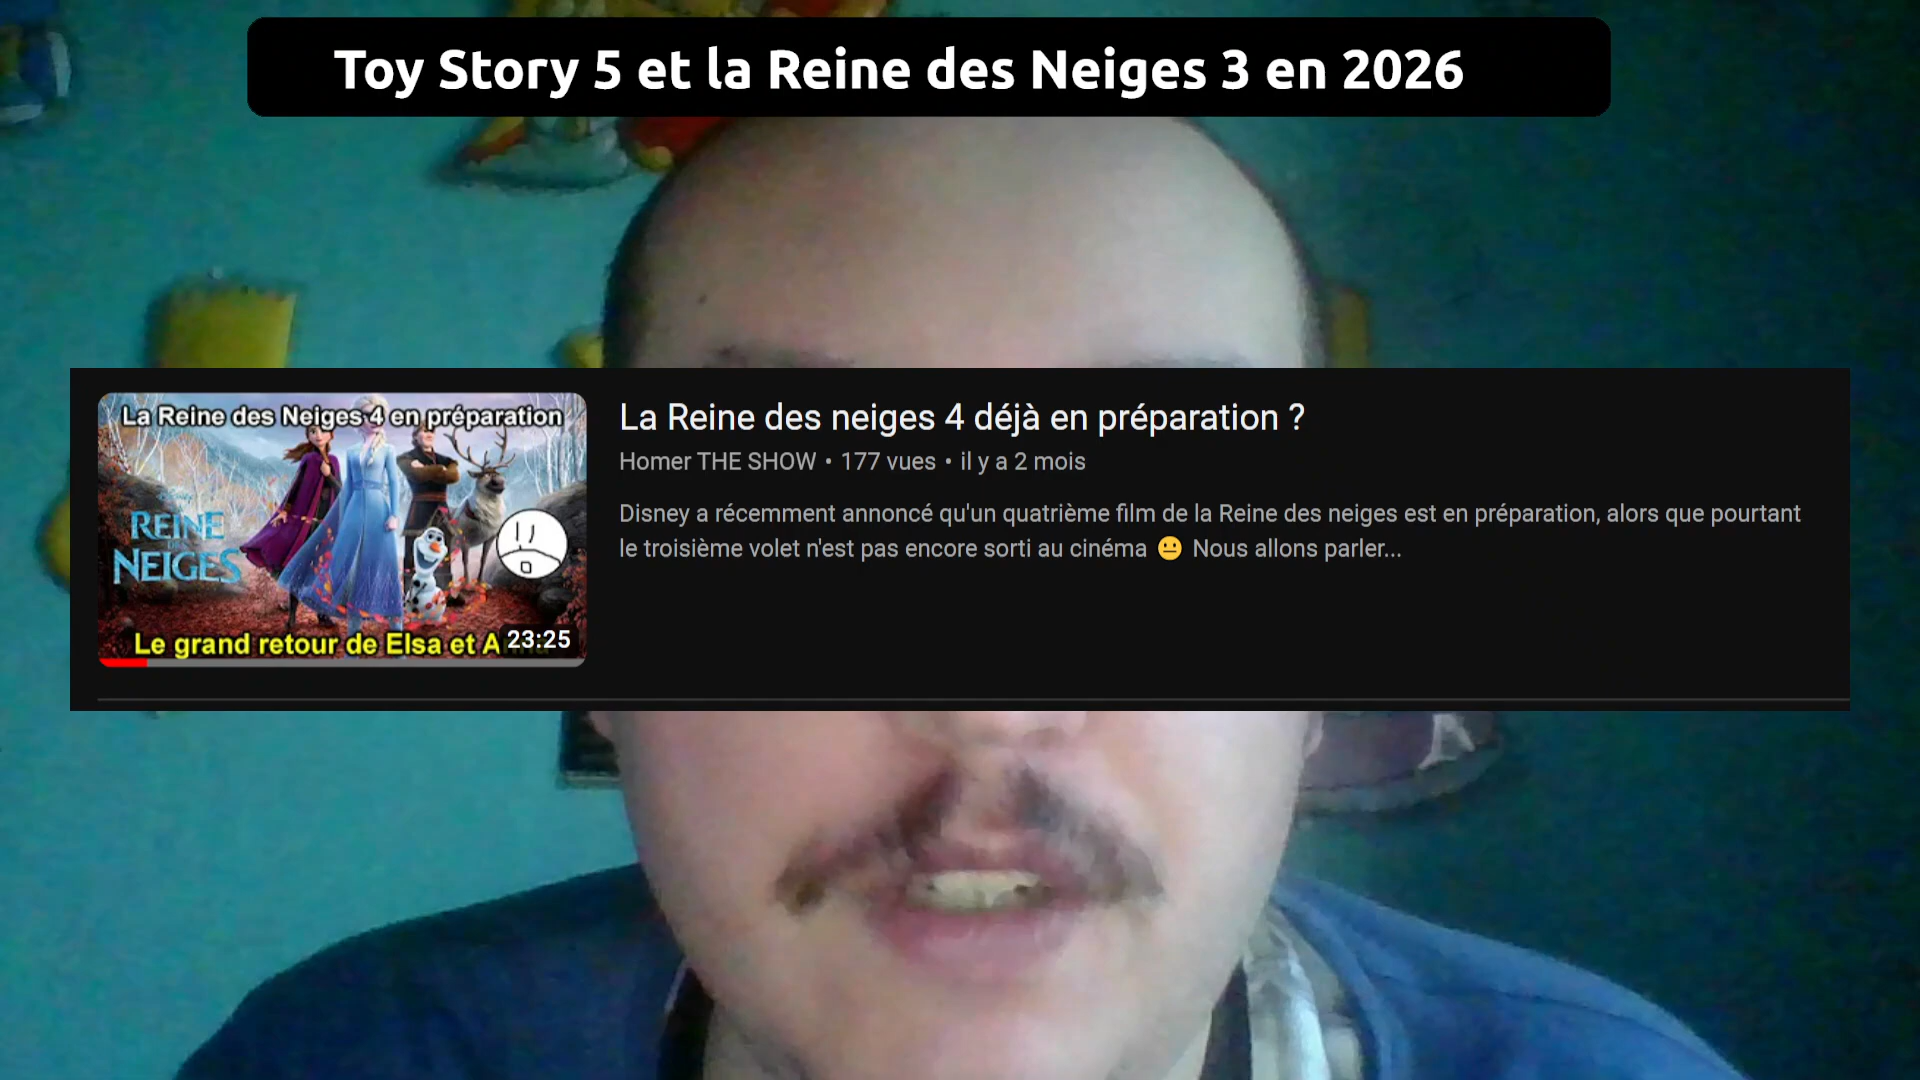 Toy Story 5 et la Reine des Neiges 3 en 2026
La Reine des Neiges 4 en préparation
REINE
NEIGES
Le grand retour de Elsa et A
23:25
La Reine des neiges 4 déjà en préparation ?
Homer THE SHOW • 177 vues • il y a 2 mois
Disney a récemment annoncé qu'un quatrième film de la Reine des neiges est en préparation, alors que pourtant
le troisième volet n'est pas encore sorti au cinéma 😐 Nous allons parler...